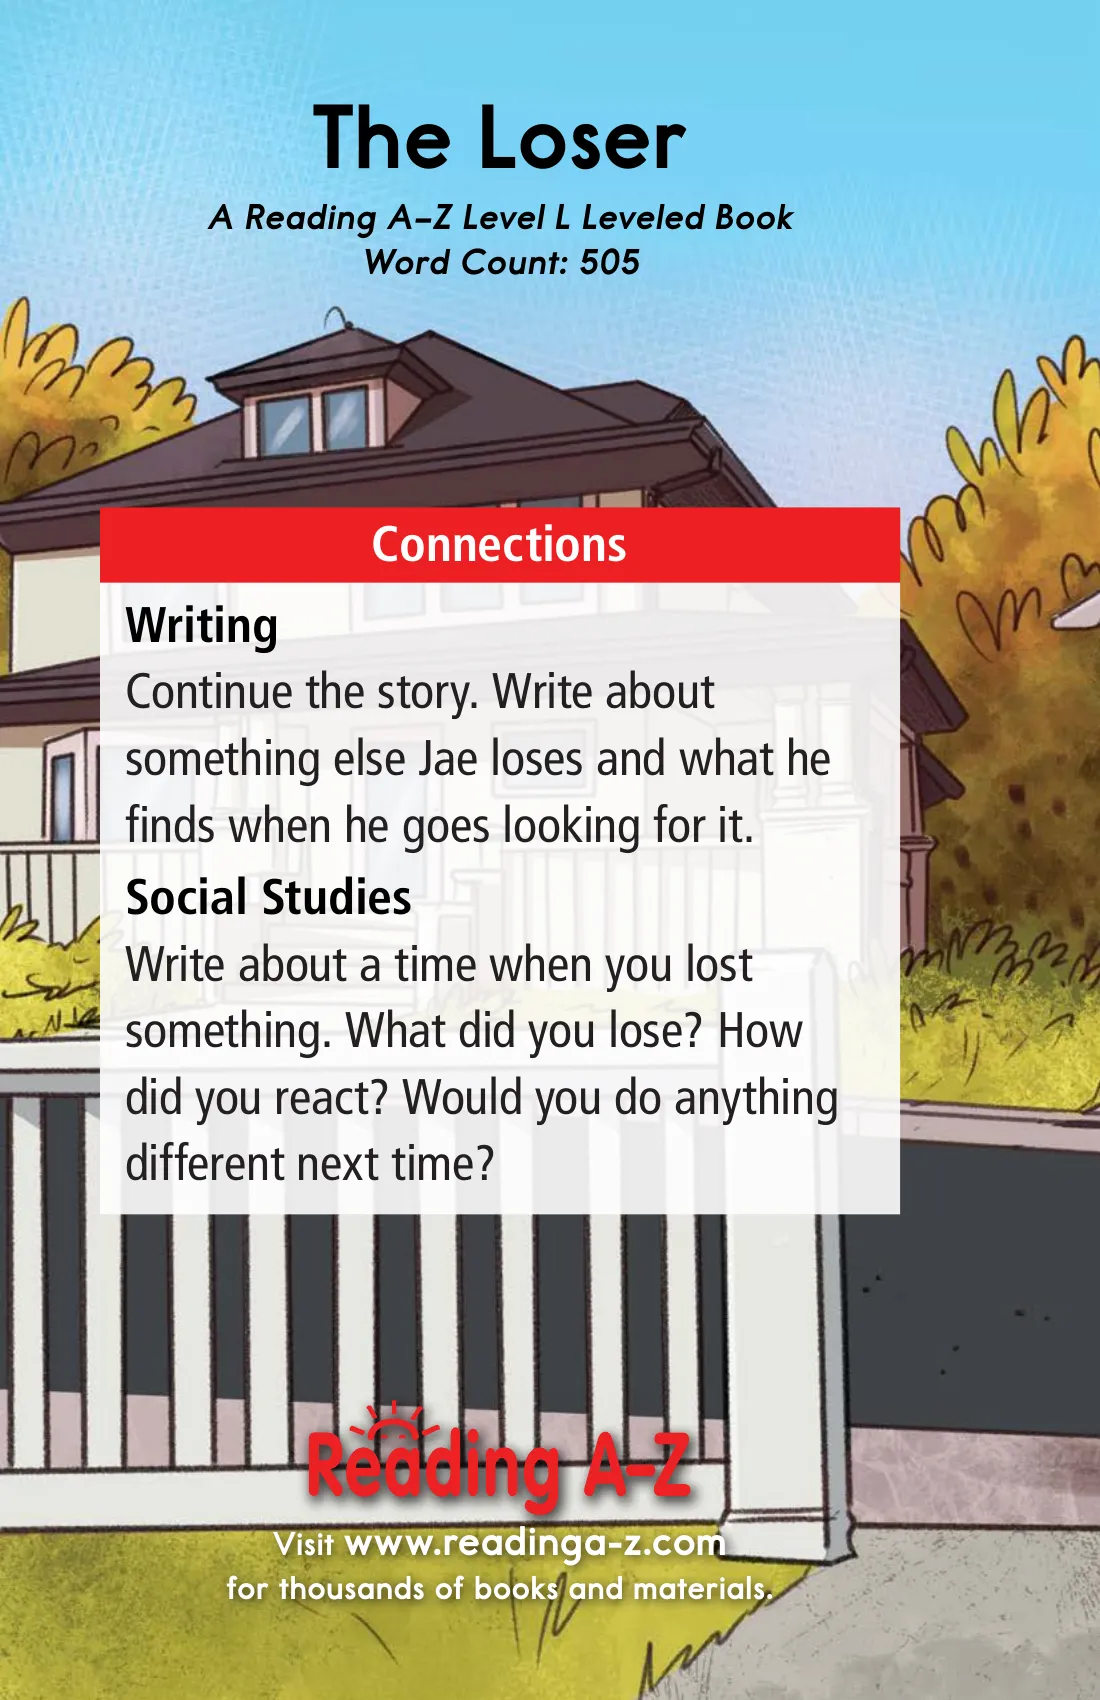 The Loser
A Reading A–Z Level L Leveled Book
Word Count: 505
Connections
Writing
Continue the story. Write about
something else Jae loses and what he
finds when he goes looking for it.
Social Studies
Write about a time when you lost
something. What did you lose? How
did you react? Would you do anything
different next time?
Reading A–Z
Visit www.readinga-z.com
for thousands of books and materials.